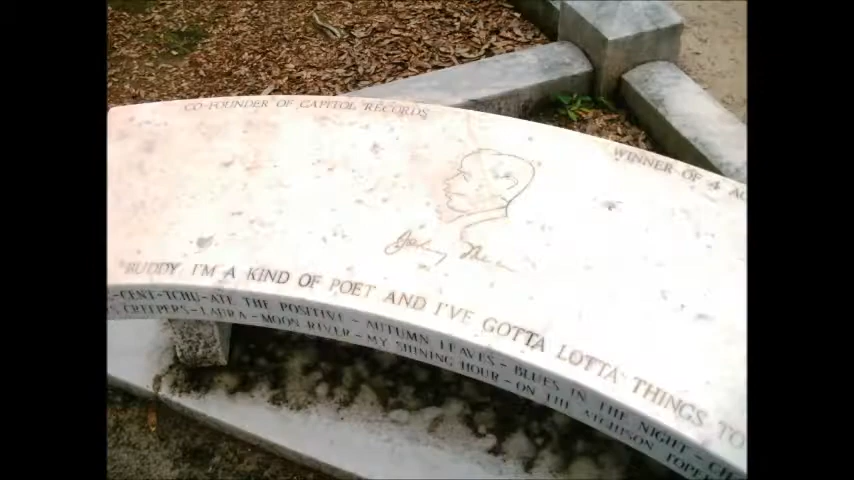 CO-FOUNDER OF CAPITOL RECORDS
WINNER OF 4
Johnny Mercer
"BUDDY, I'M A KIND OF POET AND I'VE GOTTA LOTTA THINGS TO
-CENT-TCHU-ATE THE POSITIVE - AUTUMN LEAVES - BLUES IN THE NIGHT -
CREEPERS - LAURA - MOON RIVER - MY SHINING HOUR - ON THE ATCHISON TOPEK